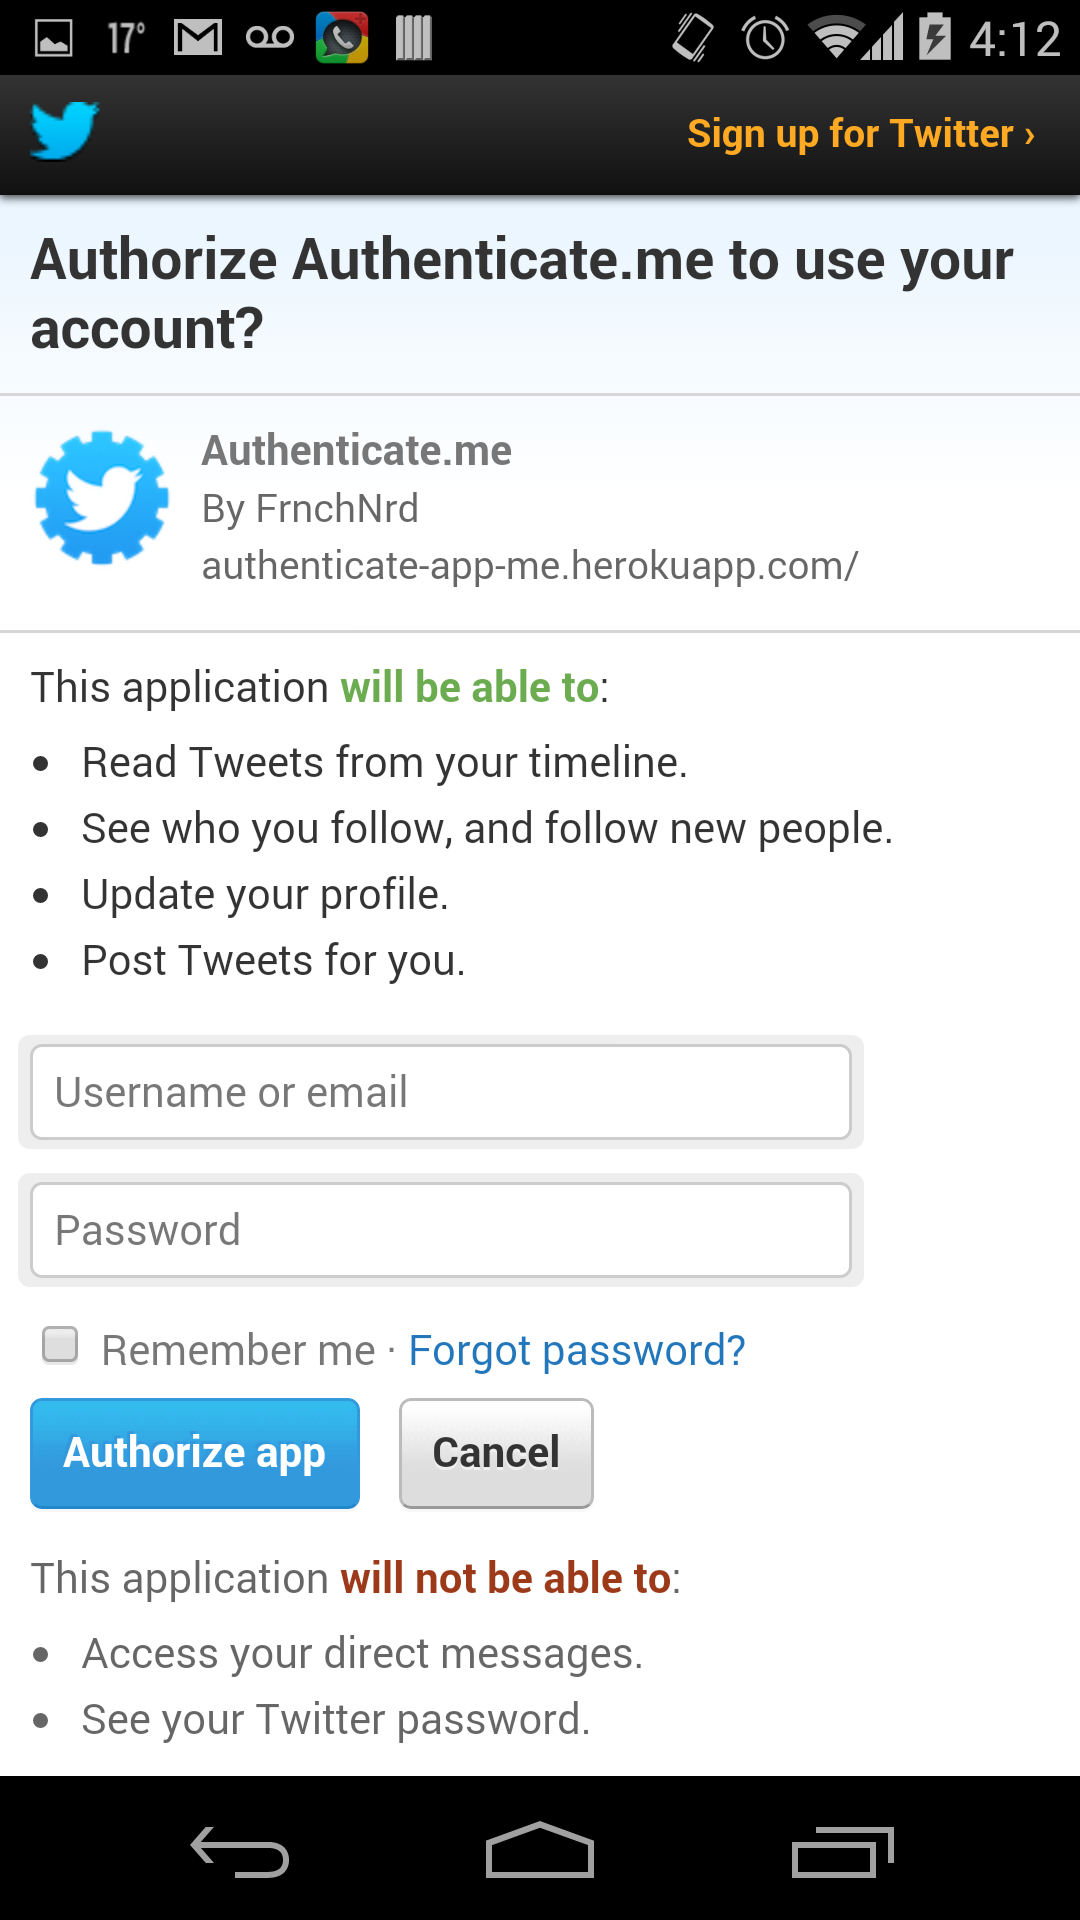 17° 4:12
Sign up for Twitter ›
Authorize Authenticate.me to use your
account?
Authenticate.me
By FrnchNrd
authenticate-app-me.herokuapp.com/
This application will be able to:
• Read Tweets from your timeline.
• See who you follow, and follow new people.
• Update your profile.
• Post Tweets for you.
Username or email
Password
Remember me · Forgot password?
Authorize app Cancel
This application will not be able to:
• Access your direct messages.
• See your Twitter password.